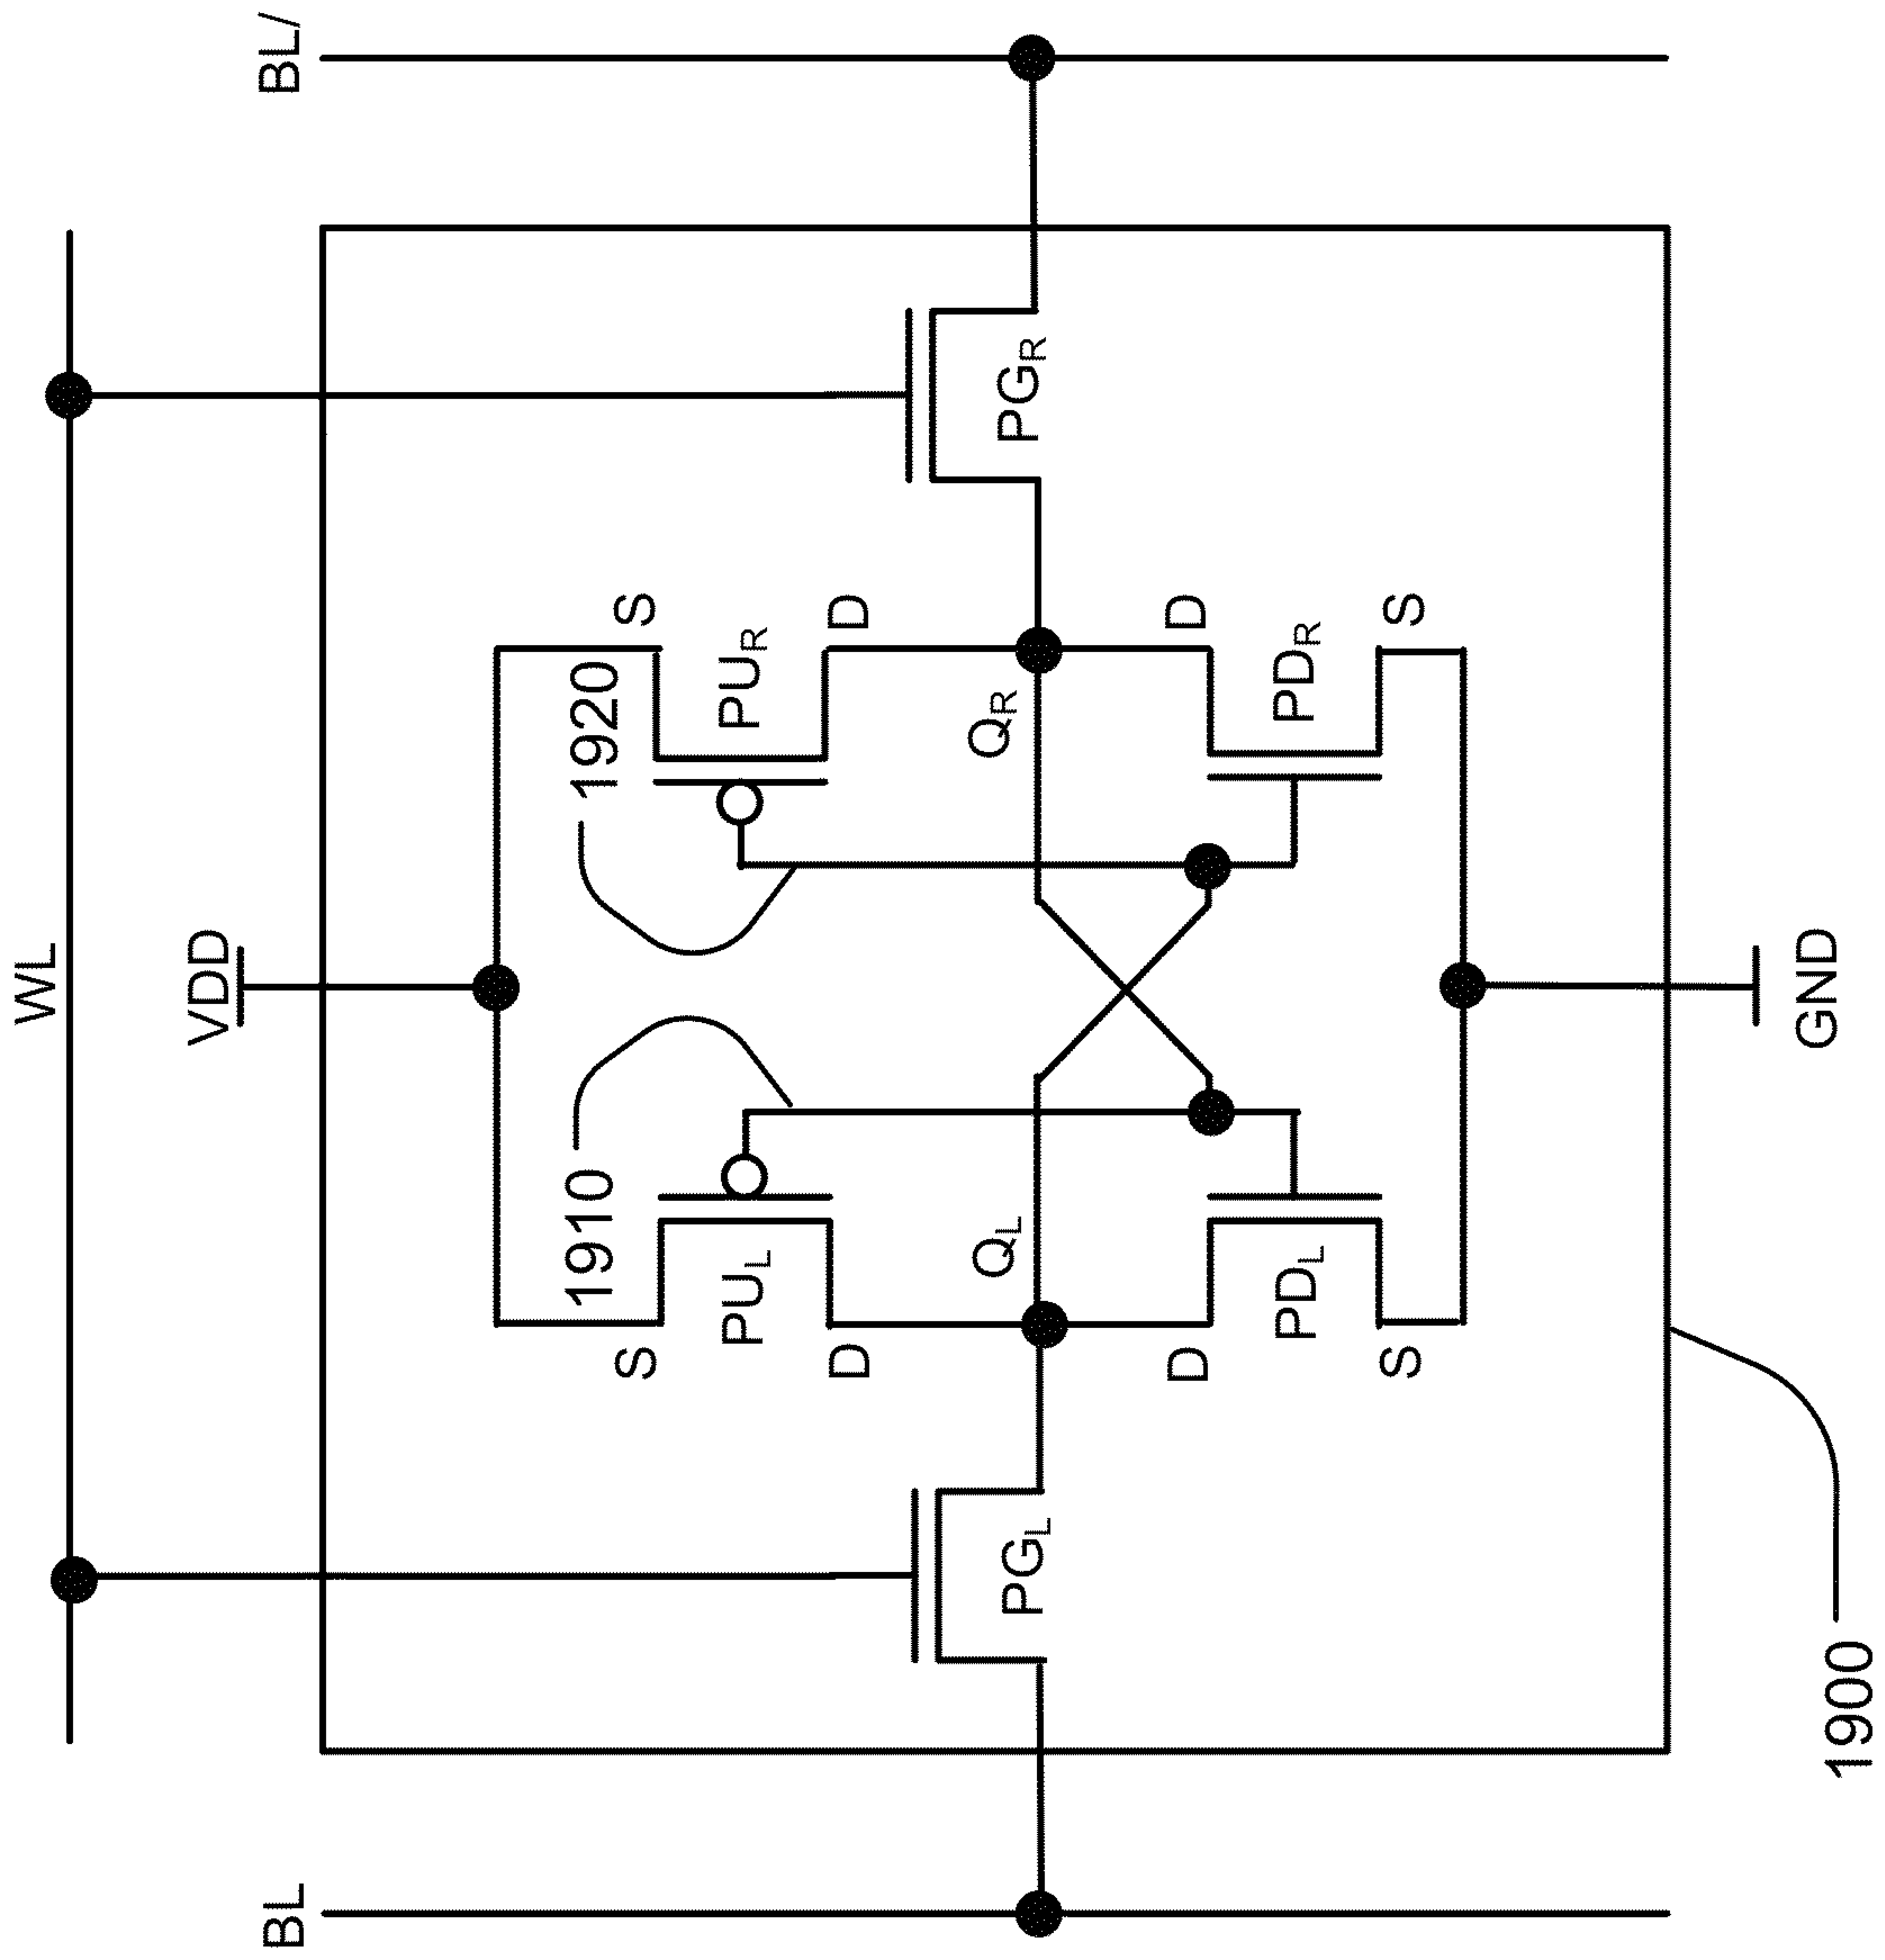 WL
BL
VDD
BL/
1910
1920
S
S
PUL
PUR
D
D
PGL
QL
QR
PGR
D
D
PDL
PDR
S
S
GND
1900